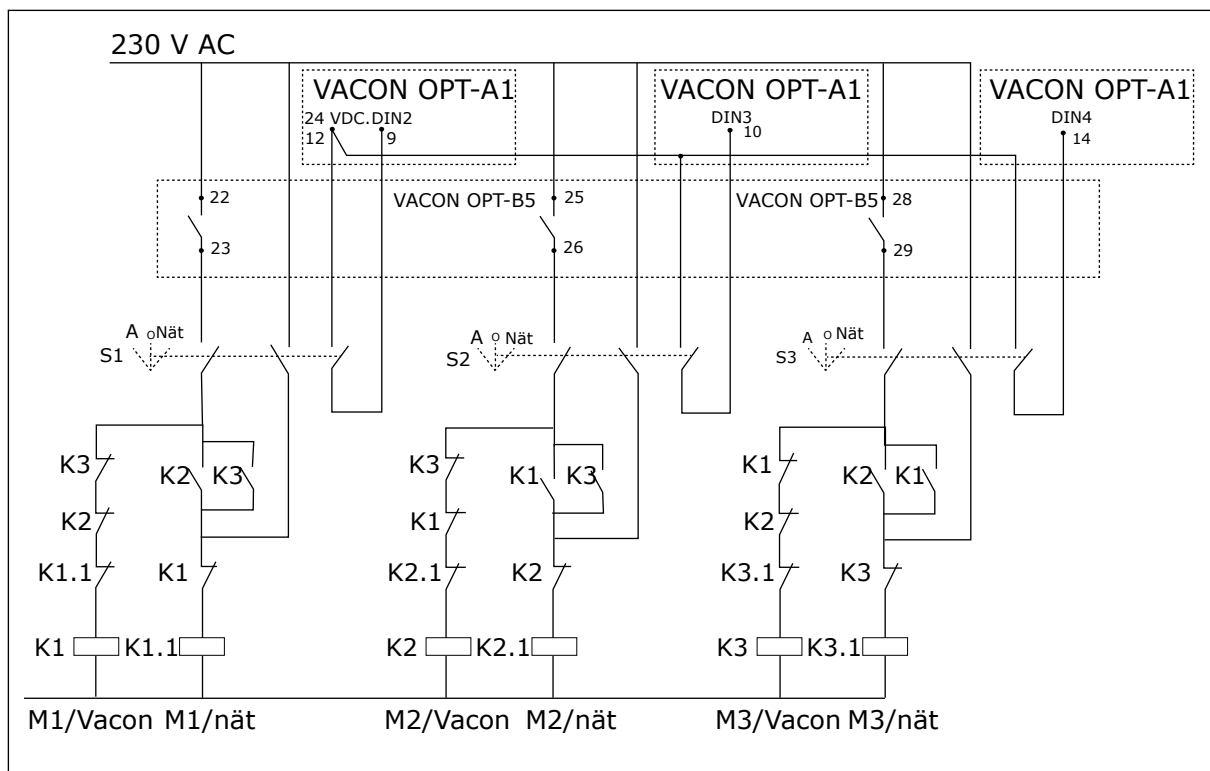 230 V AC
VACON OPT-A1
VACON OPT-A1
VACON OPT-A1
24 VDC.DIN2
12
9
DIN3
10
DIN4
14
22
VACON OPT-B5
25
VACON OPT-B5
28
23
26
29
A o Nät
S1
A o Nät
S2
A o Nät
S3
K3
K2
K3
K3
K1
K3
K1
K2
K1
K2
K1
K2
K1.1
K1
K2.1
K2
K3.1
K3
K1
K1.1
K2
K2.1
K3
K3.1
M1/Vacon
M1/nät
M2/Vacon
M2/nät
M3/Vacon
M3/nät